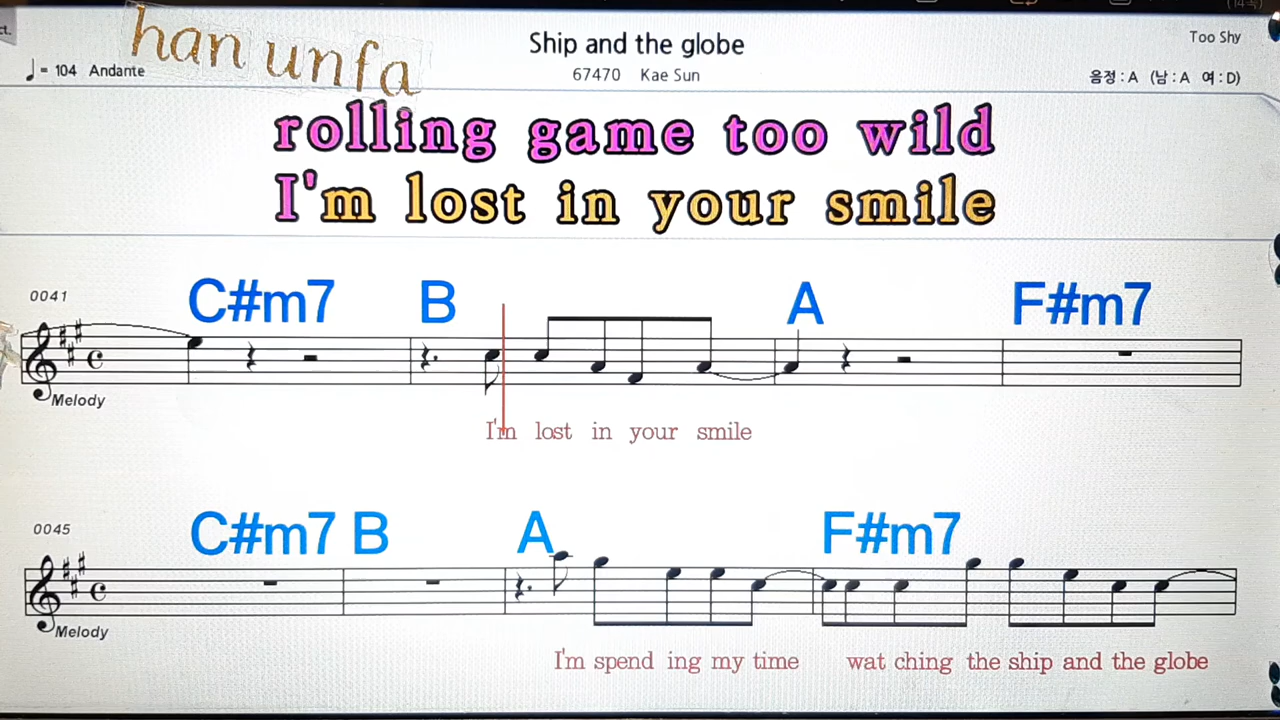 ct.
han unfa
Ship and the globe
Too Shy
♩= 104 Andante
67470 Kae Sun
음정 : A (남 : A 여 : D)
rolling game too wild
I'm lost in your smile
0041
C#m7 B A F#m7
Melody
I'm lost in your smile
0045
C#m7 B A F#m7
Melody
I'm spend ing my time wat ching the ship and the globe